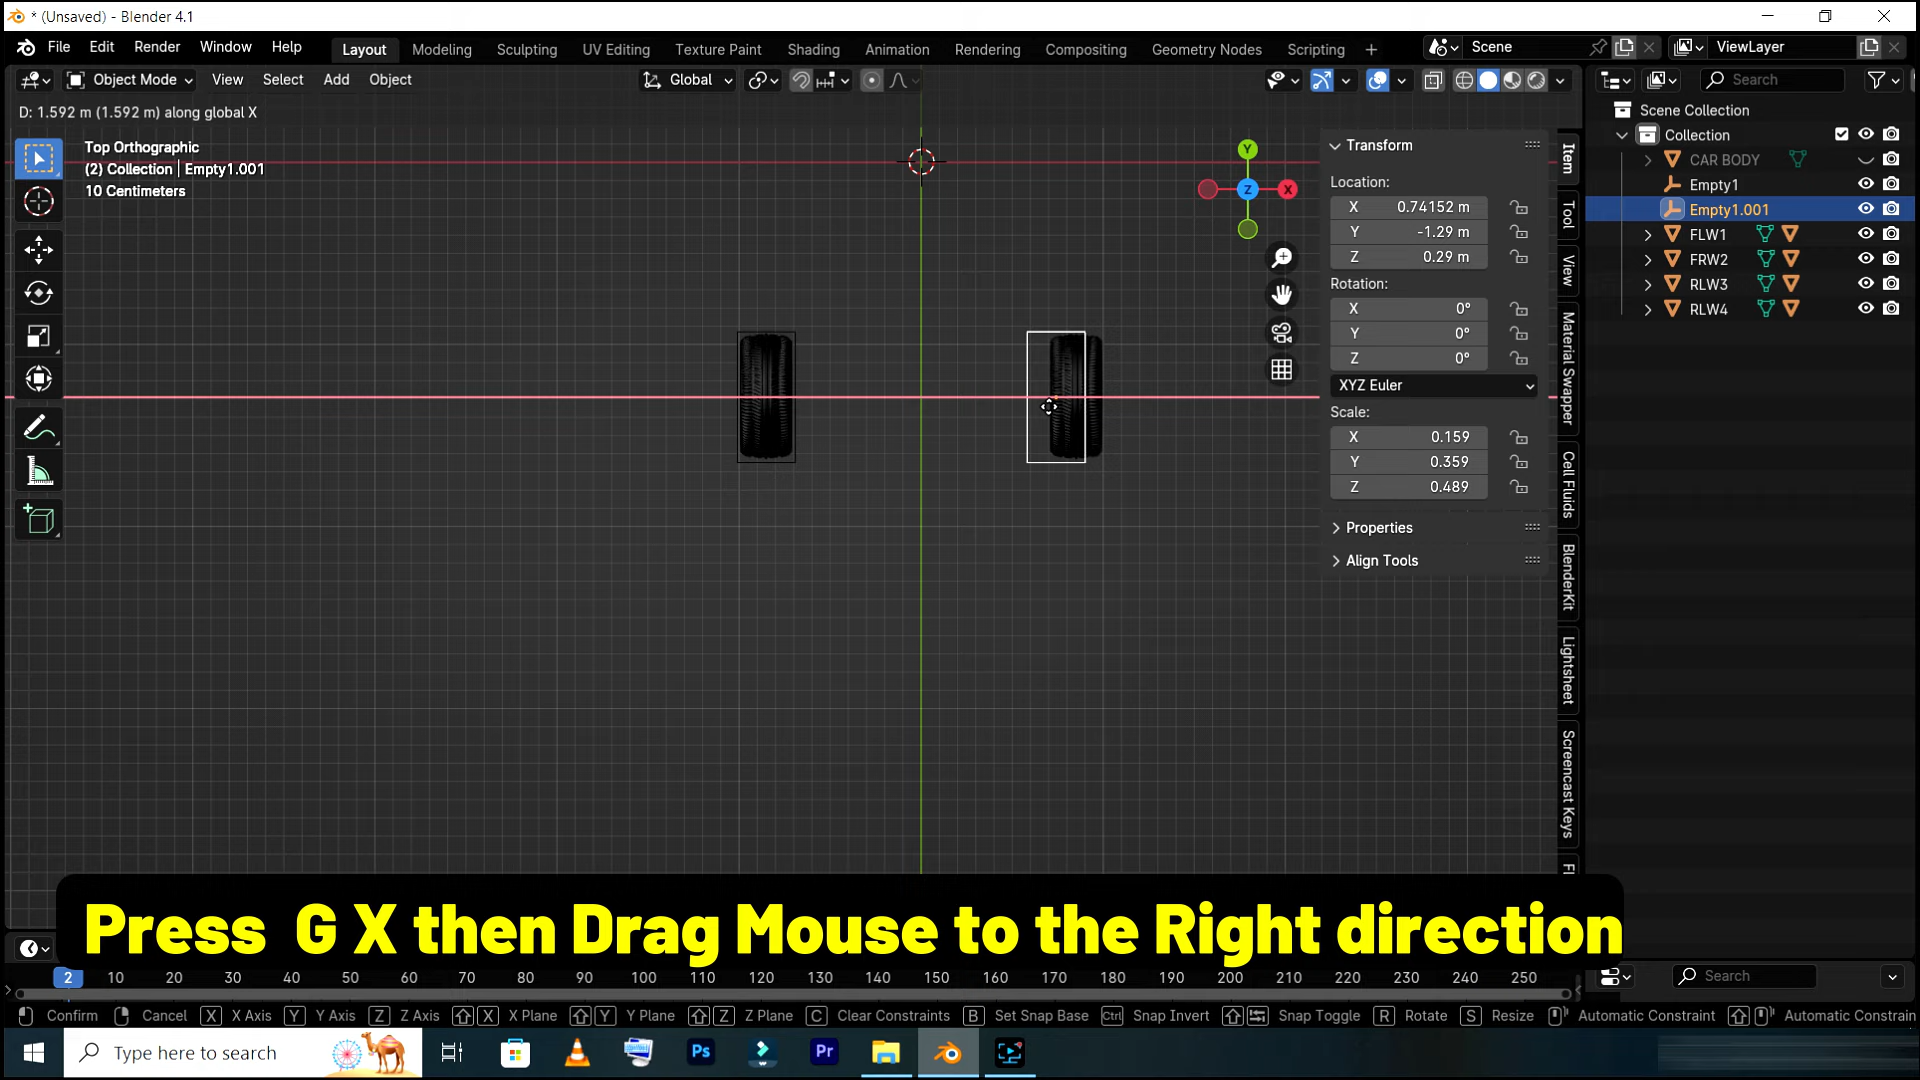 * (Unsaved) - Blender 4.1
File Edit Render Window Help
Layout Modeling Sculpting UV Editing Texture Paint Shading Animation Rendering Compositing Geometry Nodes Scripting +
Scene
ViewLayer
Object Mode View Select Add Object
Global
Search
D: 1.592 m (1.592 m) along global X
Top Orthographic
(2) Collection | Empty1.001
10 Centimeters
Y
Z
X
Transform
Location:
X 0.74152 m
Y -1.29 m
Z 0.29 m
Rotation:
X 0°
Y 0°
Z 0°
XYZ Euler
Scale:
X 0.159
Y 0.359
Z 0.489
Properties
Align Tools
Item
Tool
View
Material Swapper
Cell Fluids
BlenderKit
Lightsheet
Screencast Keys
Scene Collection
Collection
CAR BODY
Empty1
Empty1.001
FLW1
FRW2
RLW3
RLW4
Press G X then Drag Mouse to the Right direction
2 10 20 30 40 50 60 70 80 90 100 110 120 130 140 150 160 170 180 190 200 210 220 230 240 250
Search
Confirm Cancel X X Axis Y Y Axis Z Z Axis X X Plane Y Y Plane Z Z Plane C Clear Constraints B Set Snap Base Ctrl Snap Invert Snap Toggle R Rotate S Resize Automatic Constraint Automatic Constrain
Type here to search
Ps
Pr